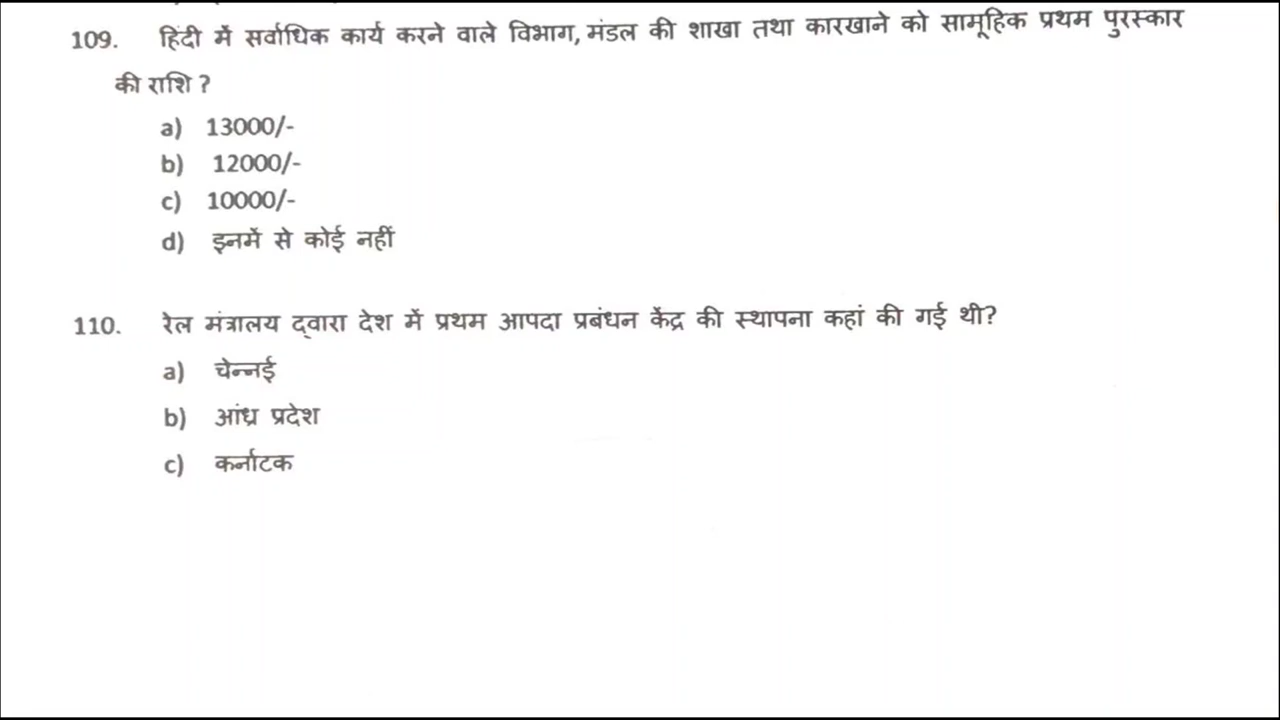 109. हिंदी में सर्वाधिक कार्य करने वाले विभाग, मंडल की शाखा तथा कारखाने को सामूहिक प्रथम पुरस्कार
की राशि ?
a) 13000/-
b) 12000/-
c) 10000/-
d) इनमें से कोई नहीं
110. रेल मंत्रालय द्वारा देश में प्रथम आपदा प्रबंधन केंद्र की स्थापना कहां की गई थी?
a) चेन्नई
b) आंध्र प्रदेश
c) कर्नाटक